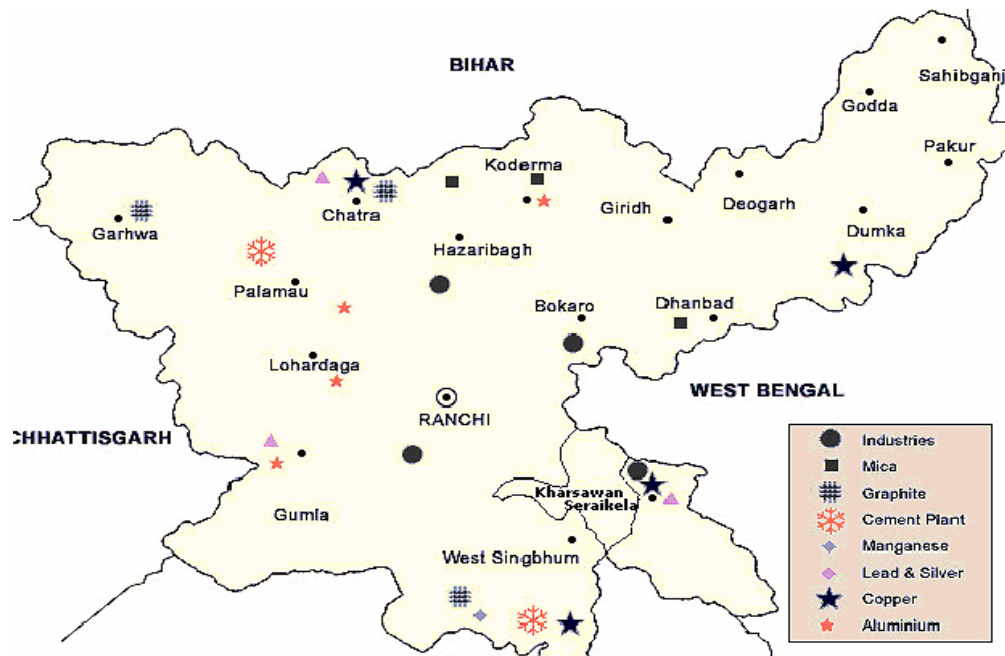 BIHAR
Sahibganj
Godda
Pakur
Koderma
Chatra
Giridh
Deogarh
Garhwa
Dumka
Hazaribagh
Palamau
Bokaro
Dhanbad
Lohardaga
WEST BENGAL
RANCHI
CHHATTISGARH
Industries
Mica
Graphite
Cement Plant
Manganese
Lead & Silver
Copper
Aluminium
Kharsawan
Seraikela
Gumla
West Singbhum